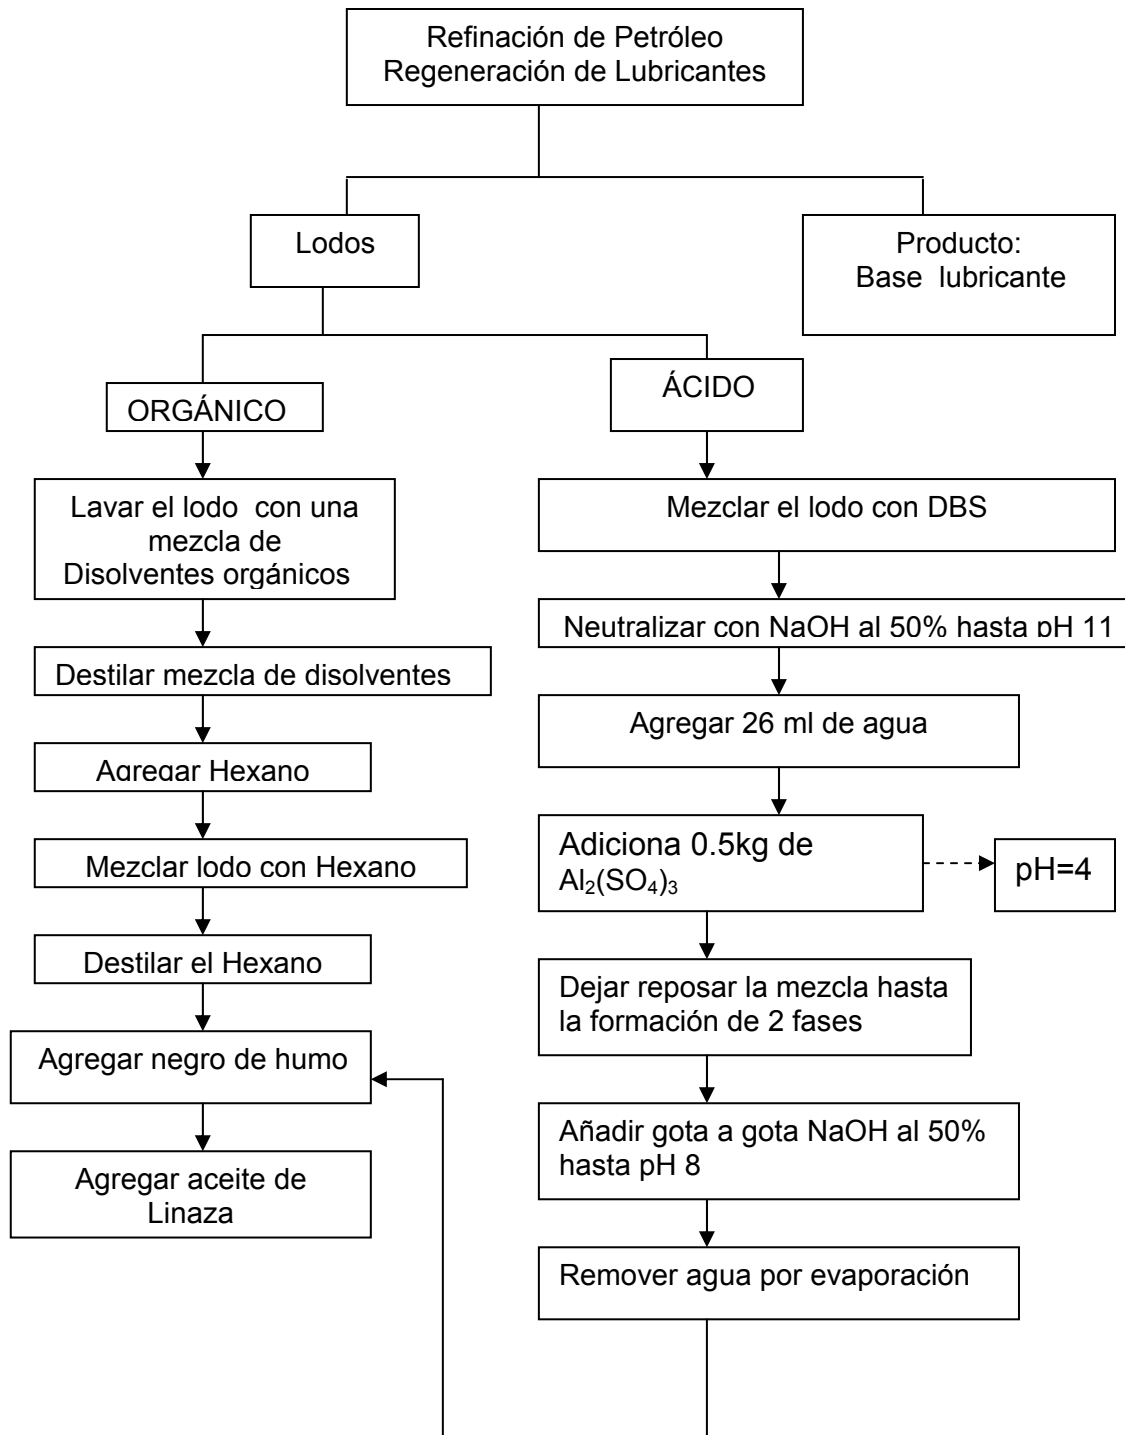 Refinación de Petróleo
Regeneración de Lubricantes
Lodos
Producto:
Base lubricante
ORGÁNICO
ÁCIDO
Lavar el lodo con una
mezcla de
Disolventes orgánicos
Destilar mezcla de disolventes
Agregar Hexano
Mezclar lodo con Hexano
Destilar el Hexano
Agregar negro de humo
Agregar aceite de
Linaza
Mezclar el lodo con DBS
Neutralizar con NaOH al 50% hasta pH 11
Agregar 26 ml de agua
Adiciona 0.5kg de
Al₂(SO₄)₃
pH=4
Dejar reposar la mezcla hasta
la formación de 2 fases
Añadir gota a gota NaOH al 50%
hasta pH 8
Remover agua por evaporación